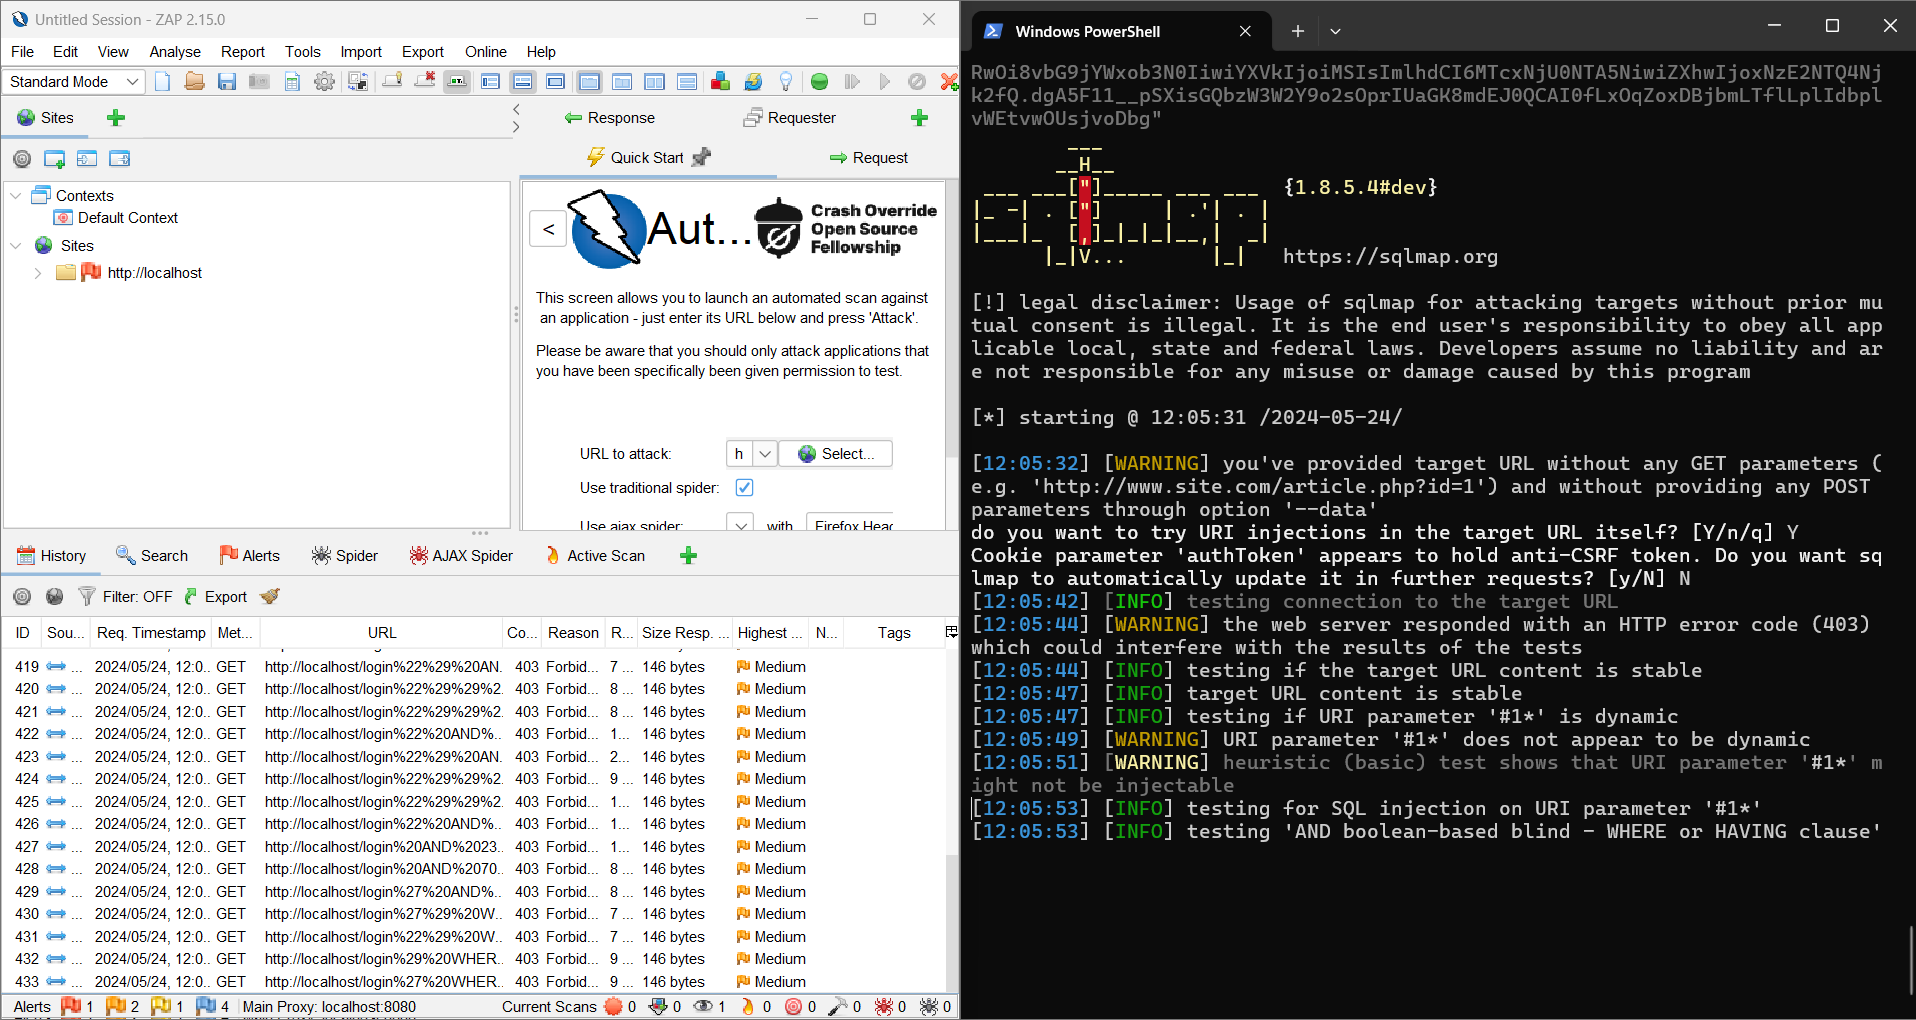 Untitled Session - ZAP 2.15.0
File Edit View Analyse Report Tools Import Export Online Help
Standard Mode
Sites
Response
Requester
Quick Start
Request
Contexts
Default Context
Sites
http://localhost
<
Aut...
Crash Override
Open Source
Fellowship
This screen allows you to launch an automated scan against
an application - just enter its URL below and press 'Attack'.
Please be aware that you should only attack applications that
you have been specifically been given permission to test.
URL to attack:
h
Select...
Use traditional spider:
Use ajax spider:
with
Firefox Head
History Search Alerts Spider AJAX Spider Active Scan
Filter: OFF Export
ID Sou... Req. Timestamp Met... URL Co... Reason R... Size Resp. ... Highest ... N... Tags
419 ... 2024/05/24, 12:0.. GET http://localhost/login%22%29%20AN. 403 Forbid... 7 ... 146 bytes Medium
420 ... 2024/05/24, 12:0.. GET http://localhost/login%22%29%29%2. 403 Forbid... 8 ... 146 bytes Medium
421 ... 2024/05/24, 12:0.. GET http://localhost/login%22%29%29%2. 403 Forbid... 8 ... 146 bytes Medium
422 ... 2024/05/24, 12:0.. GET http://localhost/login%22%20AND%.. 403 Forbid... 1... 146 bytes Medium
423 ... 2024/05/24, 12:0.. GET http://localhost/login%22%29%20AN. 403 Forbid... 2... 146 bytes Medium
424 ... 2024/05/24, 12:0.. GET http://localhost/login%22%29%29%2. 403 Forbid... 9 ... 146 bytes Medium
425 ... 2024/05/24, 12:0.. GET http://localhost/login%22%29%29%2. 403 Forbid... 1... 146 bytes Medium
426 ... 2024/05/24, 12:0.. GET http://localhost/login%22%20AND%.. 403 Forbid... 1... 146 bytes Medium
427 ... 2024/05/24, 12:0.. GET http://localhost/login%20AND%2023.. 403 Forbid... 1... 146 bytes Medium
428 ... 2024/05/24, 12:0.. GET http://localhost/login%20AND%2070.. 403 Forbid... 8 ... 146 bytes Medium
429 ... 2024/05/24, 12:0.. GET http://localhost/login%27%20AND%.. 403 Forbid... 8 ... 146 bytes Medium
430 ... 2024/05/24, 12:0.. GET http://localhost/login%27%29%20W.. 403 Forbid... 7 ... 146 bytes Medium
431 ... 2024/05/24, 12:0.. GET http://localhost/login%22%29%20W.. 403 Forbid... 7 ... 146 bytes Medium
432 ... 2024/05/24, 12:0.. GET http://localhost/login%29%20WHER.. 403 Forbid... 9 ... 146 bytes Medium
433 ... 2024/05/24, 12:0.. GET http://localhost/login%27%20WHER.. 403 Forbid... 9 ... 146 bytes Medium
Alerts 1 2 1 4 Main Proxy: localhost:8080 Current Scans 0 0 1 0 0 0 0 0
Windows PowerShell
RwOi8vbG9jYWxob3N0IiwiYXVkIjoiMSIsImlhdCI6MTcxNjU0NTA5NiwiZXhwIjoxNzE2NTQ4Nj
k2fQ.dgA5F11__pSXisGQbzW3W2Y9o2sOprIUaGK8mdEJ0QCAI0fLxOqZoxDBjbmLTflLplIdbpl
vWEtvwOUsjvoDbg"
{1.8.5.4#dev}
https://sqlmap.org
[!] legal disclaimer: Usage of sqlmap for attacking targets without prior mu
tual consent is illegal. It is the end user's responsibility to obey all app
licable local, state and federal laws. Developers assume no liability and ar
e not responsible for any misuse or damage caused by this program
[*] starting @ 12:05:31 /2024-05-24/
[12:05:32] [WARNING] you've provided target URL without any GET parameters (
e.g. 'http://www.site.com/article.php?id=1') and without providing any POST
parameters through option '--data'
do you want to try URI injections in the target URL itself? [Y/n/q] Y
Cookie parameter 'authToken' appears to hold anti-CSRF token. Do you want sq
lmap to automatically update it in further requests? [y/N] N
[12:05:42] [INFO] testing connection to the target URL
[12:05:44] [WARNING] the web server responded with an HTTP error code (403)
which could interfere with the results of the tests
[12:05:44] [INFO] testing if the target URL content is stable
[12:05:47] [INFO] target URL content is stable
[12:05:47] [INFO] testing if URI parameter '#1*' is dynamic
[12:05:49] [WARNING] URI parameter '#1*' does not appear to be dynamic
[12:05:51] [WARNING] heuristic (basic) test shows that URI parameter '#1*' m
ight not be injectable
[12:05:53] [INFO] testing for SQL injection on URI parameter '#1*'
[12:05:53] [INFO] testing 'AND boolean-based blind - WHERE or HAVING clause'